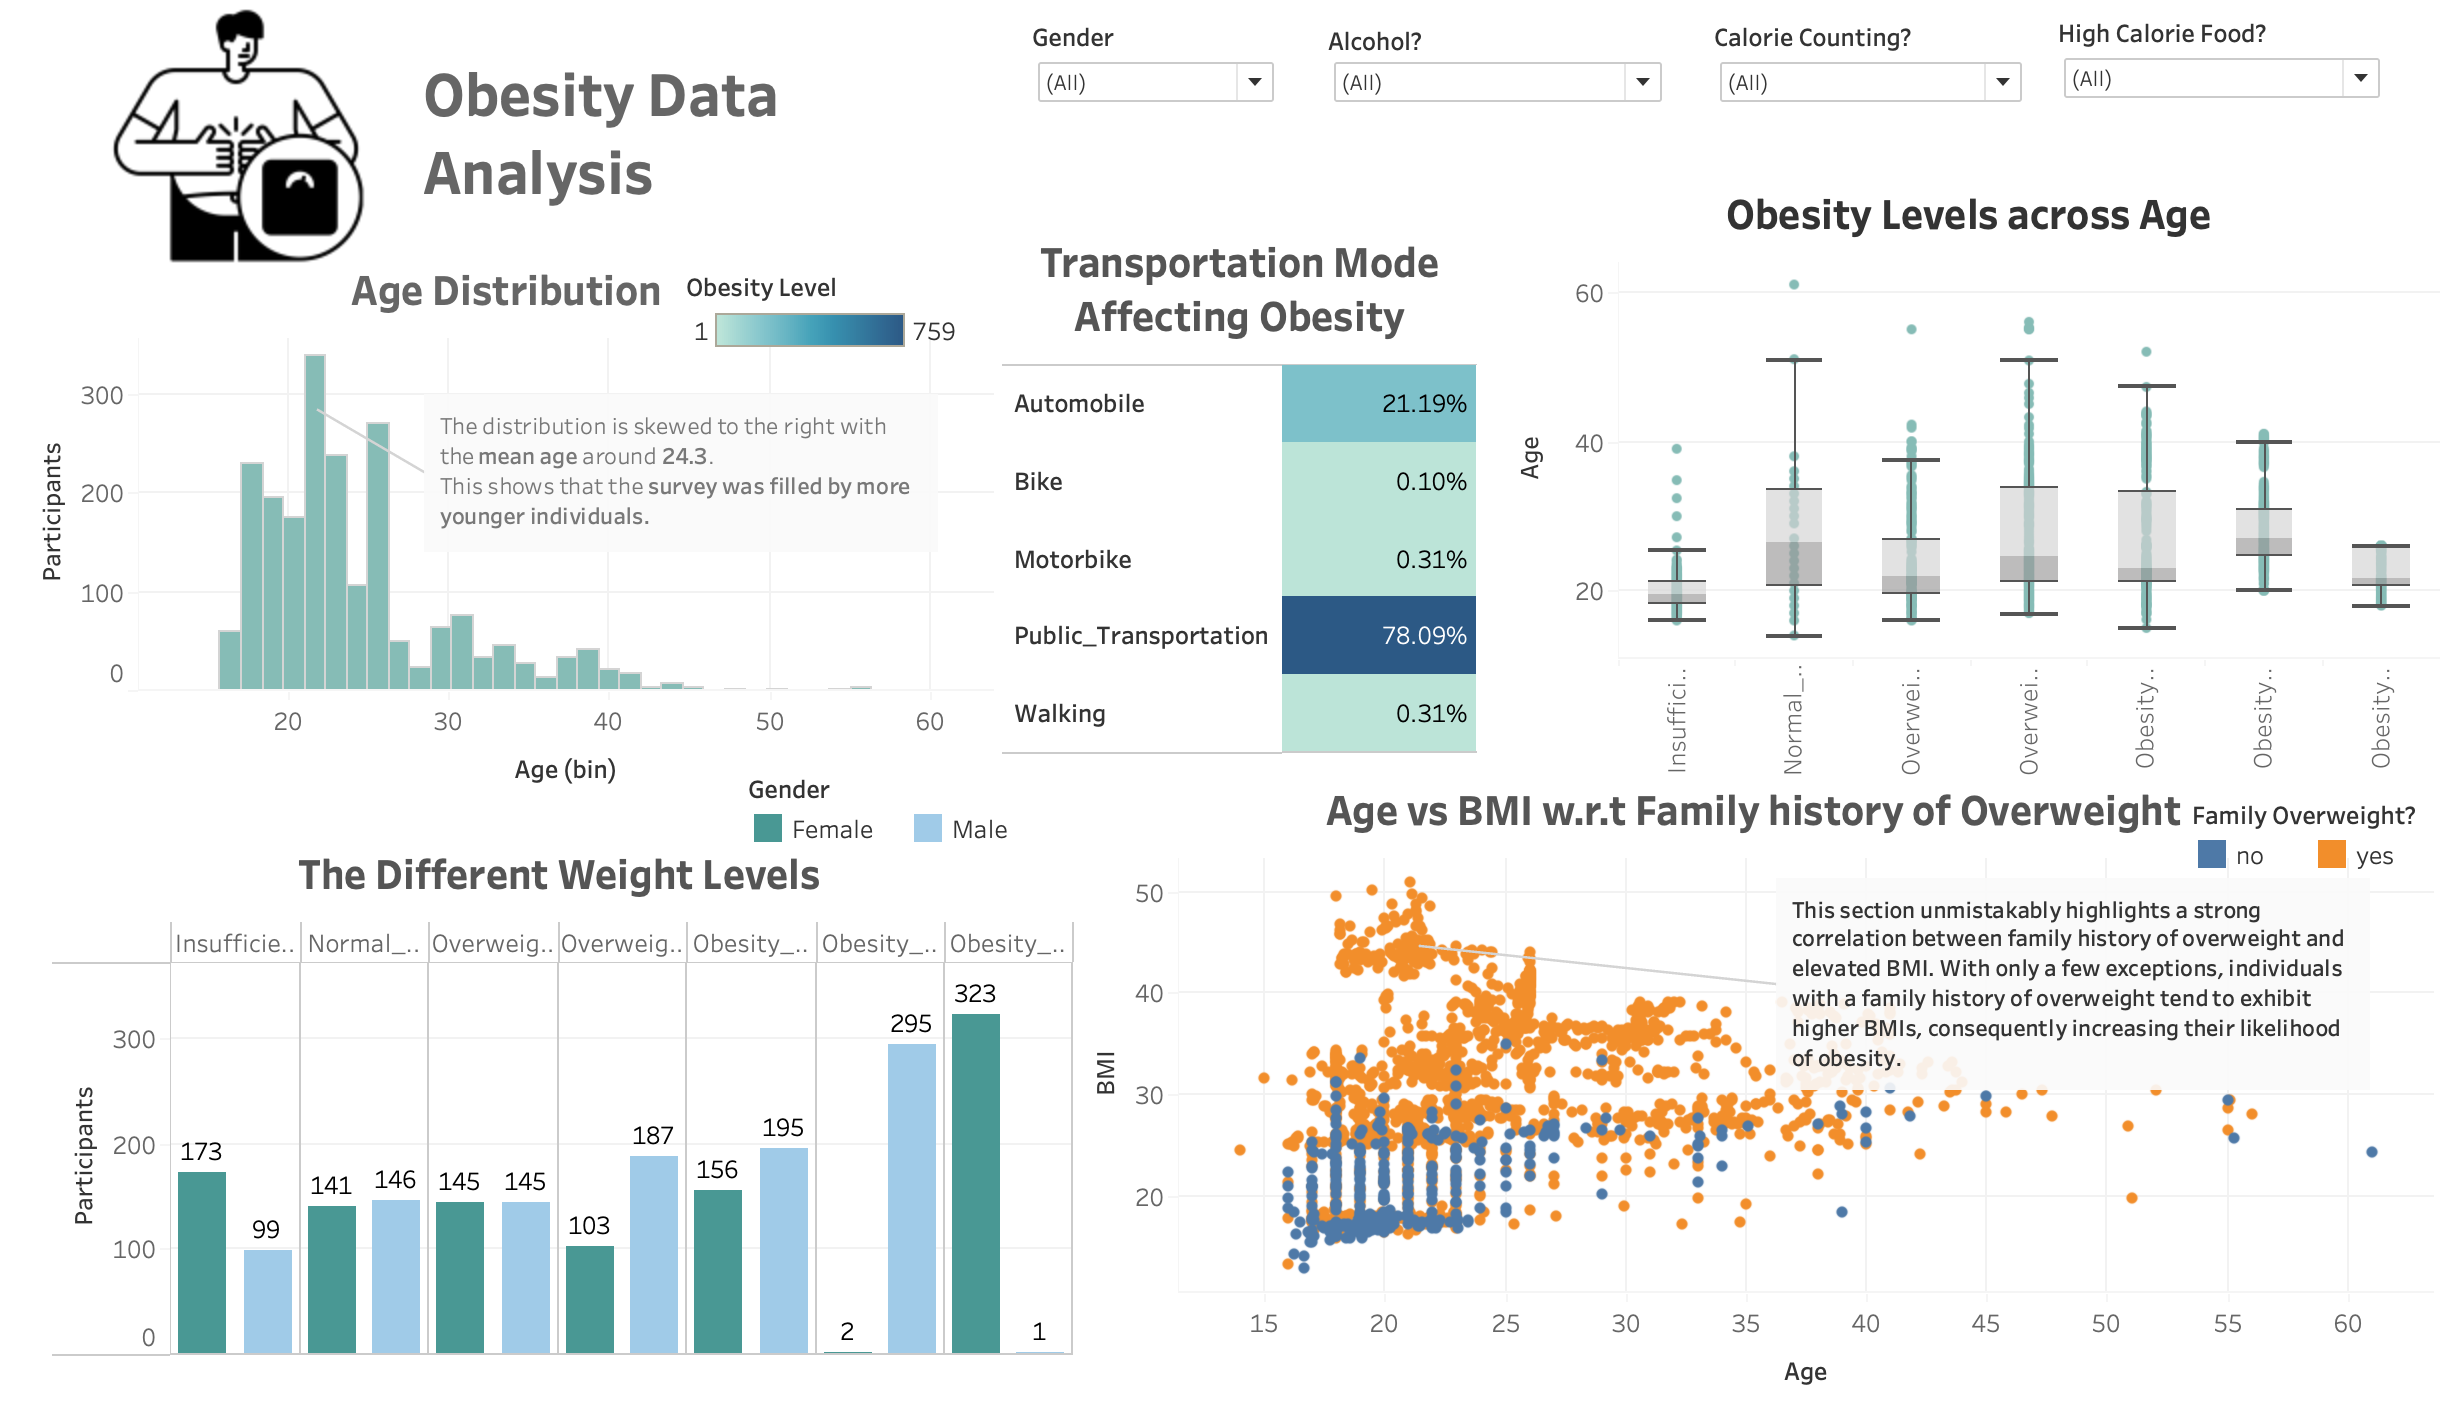 Obesity Data
Analysis
Gender
(All)
Alcohol?
(All)
Calorie Counting?
(All)
High Calorie Food?
(All)
Age Distribution
Obesity Level
1
759
Participants
300
200
100
0
The distribution is skewed to the right with
the mean age around 24.3.
This shows that the survey was filled by more
younger individuals.
20
30
40
50
60
Age (bin)
Transportation Mode
Affecting Obesity
Automobile 21.19%
Bike 0.10%
Motorbike 0.31%
Public_Transportation 78.09%
Walking 0.31%
Obesity Levels across Age
Age
60
40
20
Insuffici..
Normal_..
Overwei..
Overwei..
Obesity..
Obesity..
Obesity..
Gender
Female
Male
The Different Weight Levels
Insufficie..
Normal_..
Overweig..
Overweig..
Obesity_..
Obesity_..
Obesity_..
Participants
300
200
100
0
173
99
141
146
145
145
103
187
156
195
2
295
323
1
Age vs BMI w.r.t Family history of Overweight
Family Overweight?
no
yes
BMI
50
40
30
20
This section unmistakably highlights a strong
correlation between family history of overweight and
elevated BMI. With only a few exceptions, individuals
with a family history of overweight tend to exhibit
higher BMIs, consequently increasing their likelihood
of obesity.
15
20
25
30
35
40
45
50
55
60
Age